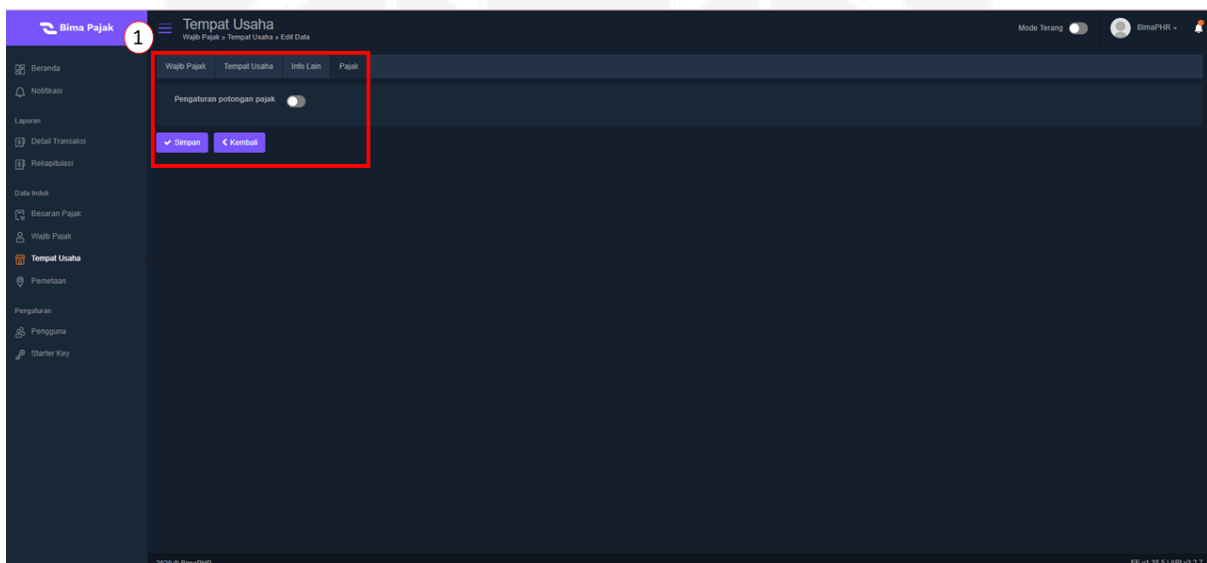 Bima Pajak
1
Tempat Usaha
Wajib Pajak » Tempat Usaha » Edit Data
Mode Terang
BimaPHR
Beranda
Notifikasi
Laporan
Detail Transaksi
Rekapitulasi
Data Induk
Besaran Pajak
Wajib Pajak
Tempat Usaha
Pemetaan
Pengaturan
Pengguna
Starter Key
Wajib Pajak Tempat Usaha Info Lain Pajak
Pengaturan potongan pajak
Simpan Kembali
2020 © BimaPHR